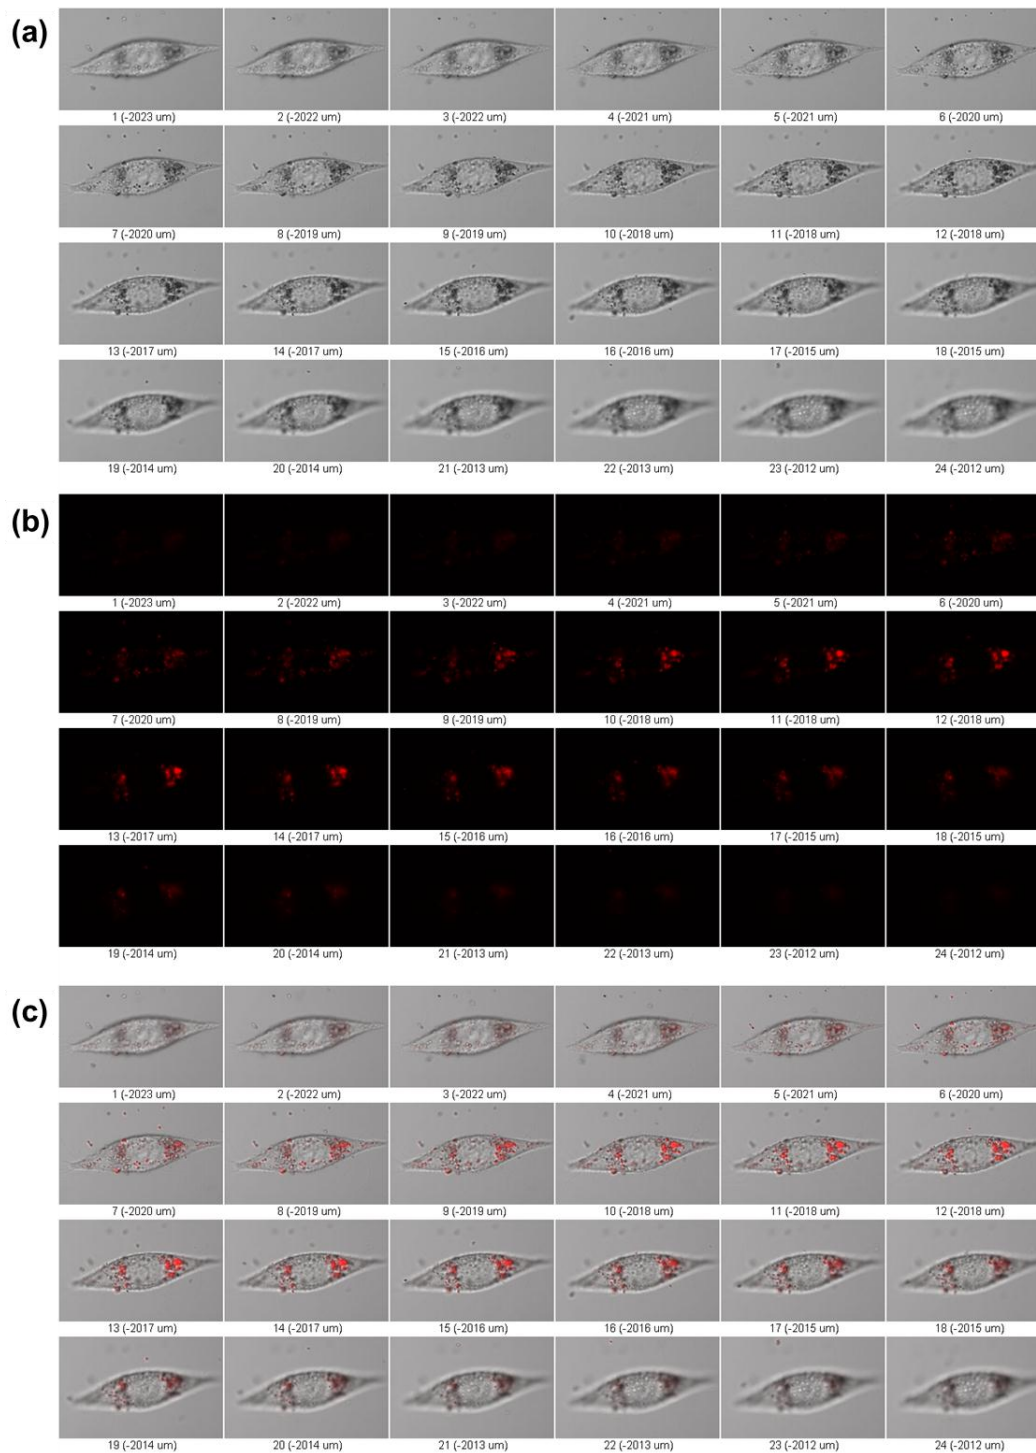 (a)
1 (-2023 um) 2 (-2022 um) 3 (-2022 um) 4 (-2021 um) 5 (-2021 um) 6 (-2020 um)
7 (-2020 um) 8 (-2019 um) 9 (-2019 um) 10 (-2018 um) 11 (-2018 um) 12 (-2018 um)
13 (-2017 um) 14 (-2017 um) 15 (-2016 um) 16 (-2016 um) 17 (-2015 um) 18 (-2015 um)
19 (-2014 um) 20 (-2014 um) 21 (-2013 um) 22 (-2013 um) 23 (-2012 um) 24 (-2012 um)
(b)
1 (-2023 um) 2 (-2022 um) 3 (-2022 um) 4 (-2021 um) 5 (-2021 um) 6 (-2020 um)
7 (-2020 um) 8 (-2019 um) 9 (-2019 um) 10 (-2018 um) 11 (-2018 um) 12 (-2018 um)
13 (-2017 um) 14 (-2017 um) 15 (-2016 um) 16 (-2016 um) 17 (-2015 um) 18 (-2015 um)
19 (-2014 um) 20 (-2014 um) 21 (-2013 um) 22 (-2013 um) 23 (-2012 um) 24 (-2012 um)
(c)
1 (-2023 um) 2 (-2022 um) 3 (-2022 um) 4 (-2021 um) 5 (-2021 um) 6 (-2020 um)
7 (-2020 um) 8 (-2019 um) 9 (-2019 um) 10 (-2018 um) 11 (-2018 um) 12 (-2018 um)
13 (-2017 um) 14 (-2017 um) 15 (-2016 um) 16 (-2016 um) 17 (-2015 um) 18 (-2015 um)
19 (-2014 um) 20 (-2014 um) 21 (-2013 um) 22 (-2013 um) 23 (-2012 um) 24 (-2012 um)